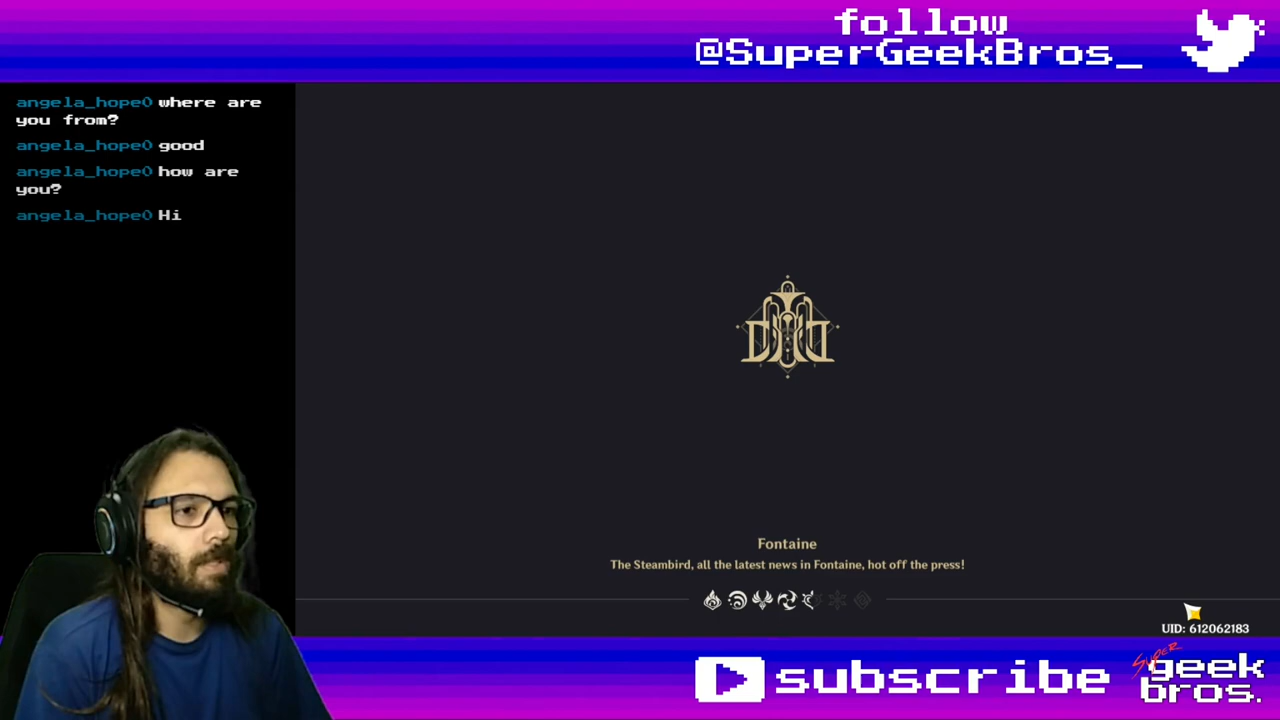 follow
@SuperGeekBros_
angela_hope0 where are
you from?
angela_hope0 good
angela_hope0 how are
you?
angela_hope0 Hi
Fontaine
The Steambird, all the latest news in Fontaine, hot off the press!
UID: 612062183
subscribe
SUPER
geek
bros.